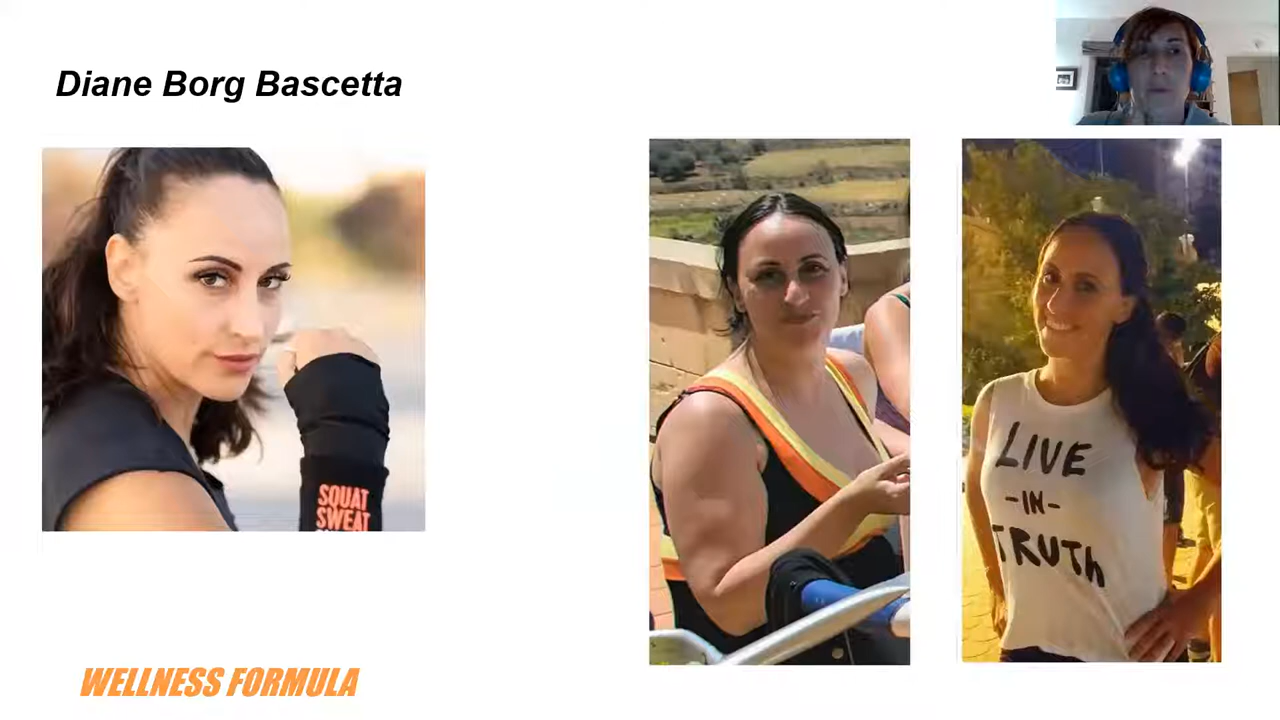 Diane Borg Bascetta
SQUAT
SWEAT
LIVE
-IN-
TRUTh
WELLNESS FORMULA